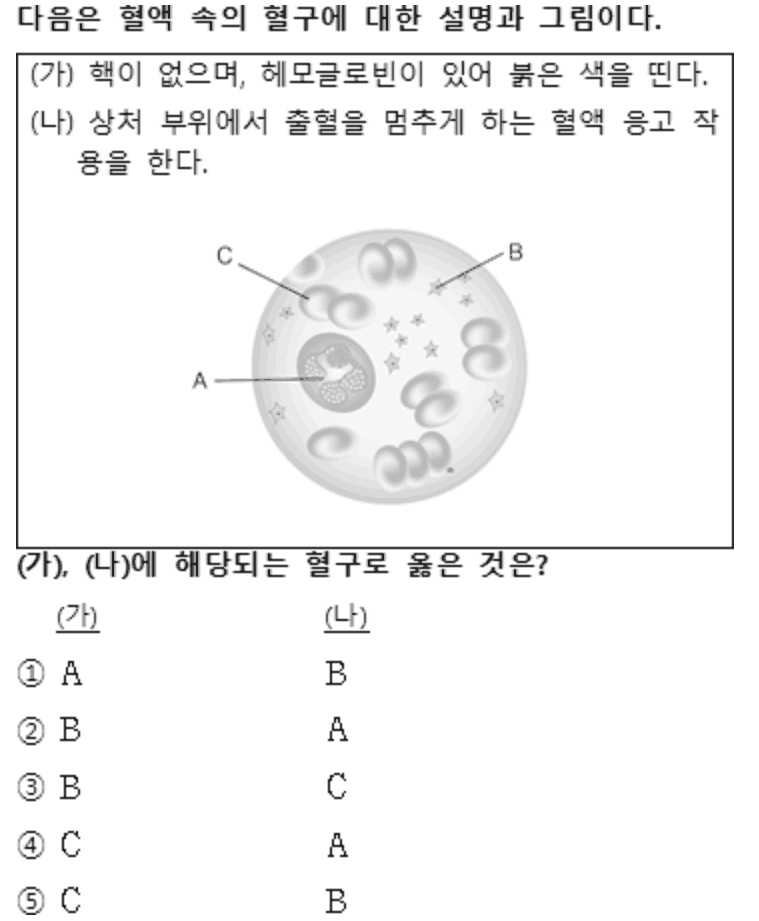 다음은 혈액 속의 혈구에 대한 설명과 그림이다.
(가) 핵이 없으며, 헤모글로빈이 있어 붉은 색을 띤다.
(나) 상처 부위에서 출혈을 멈추게 하는 혈액 응고 작
용을 한다.
C
B
A
(가), (나)에 해당되는 혈구로 옳은 것은?
(가) (나)
① A B
② B A
③ B C
④ C A
⑤ C B